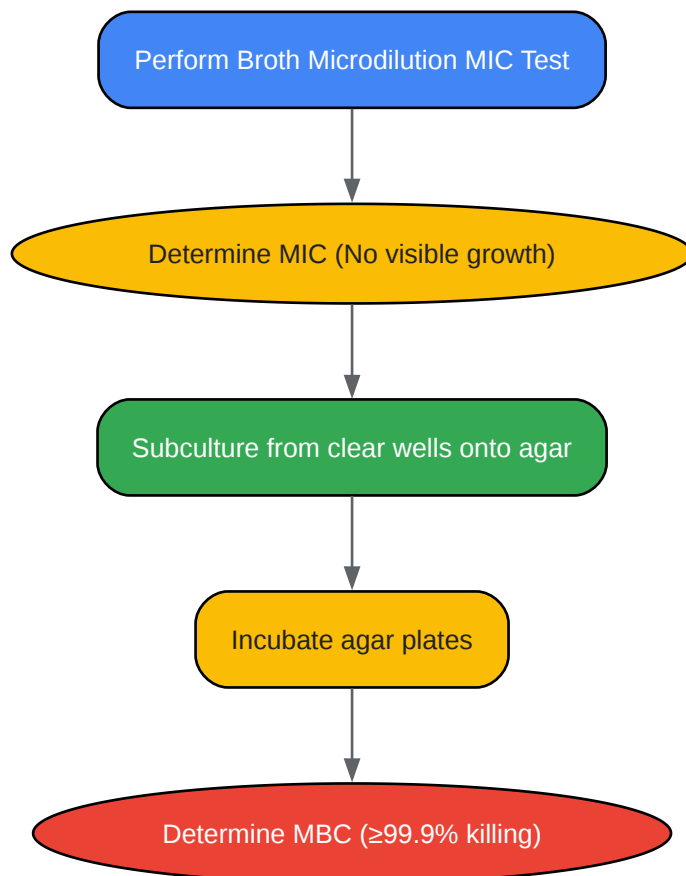 Perform Broth Microdilution MIC Test
Determine MIC (No visible growth)
Subculture from clear wells onto agar
Incubate agar plates
Determine MBC (≥99.9% killing)